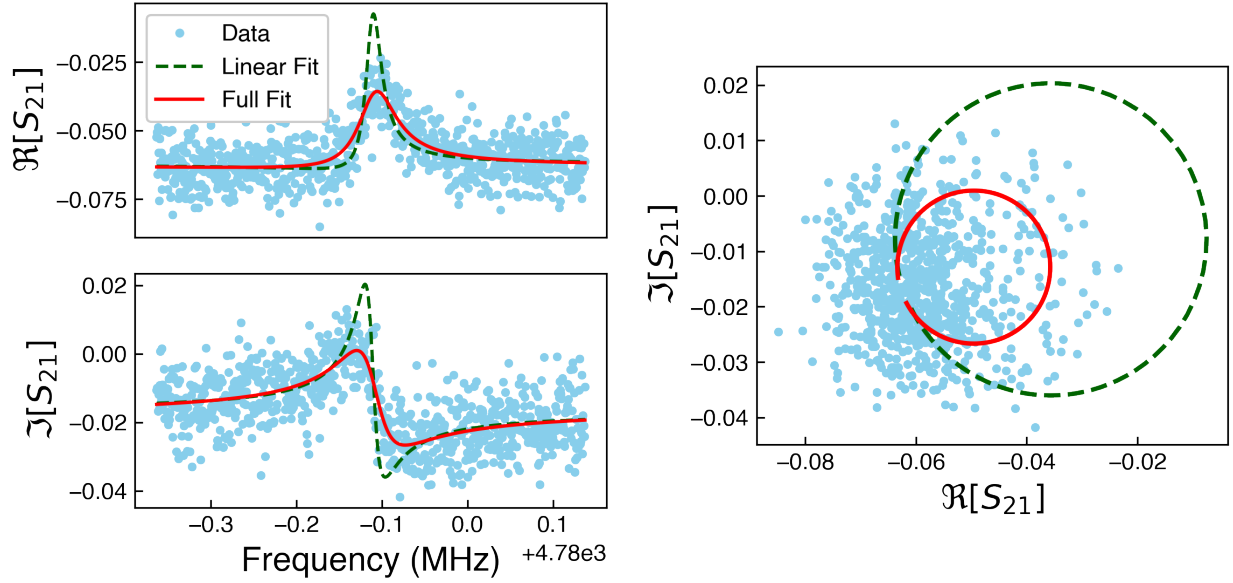 ℜ[S₂₁]
−0.025
−0.050
−0.075
Data
Linear Fit
Full Fit
ℑ[S₂₁]
0.02
0.00
−0.02
−0.04
−0.3
−0.2
−0.1
0.0
0.1
Frequency (MHz)
+4.78e3
ℑ[S₂₁]
0.02
0.01
0.00
−0.01
−0.02
−0.03
−0.04
−0.08
−0.06
−0.04
−0.02
ℜ[S₂₁]